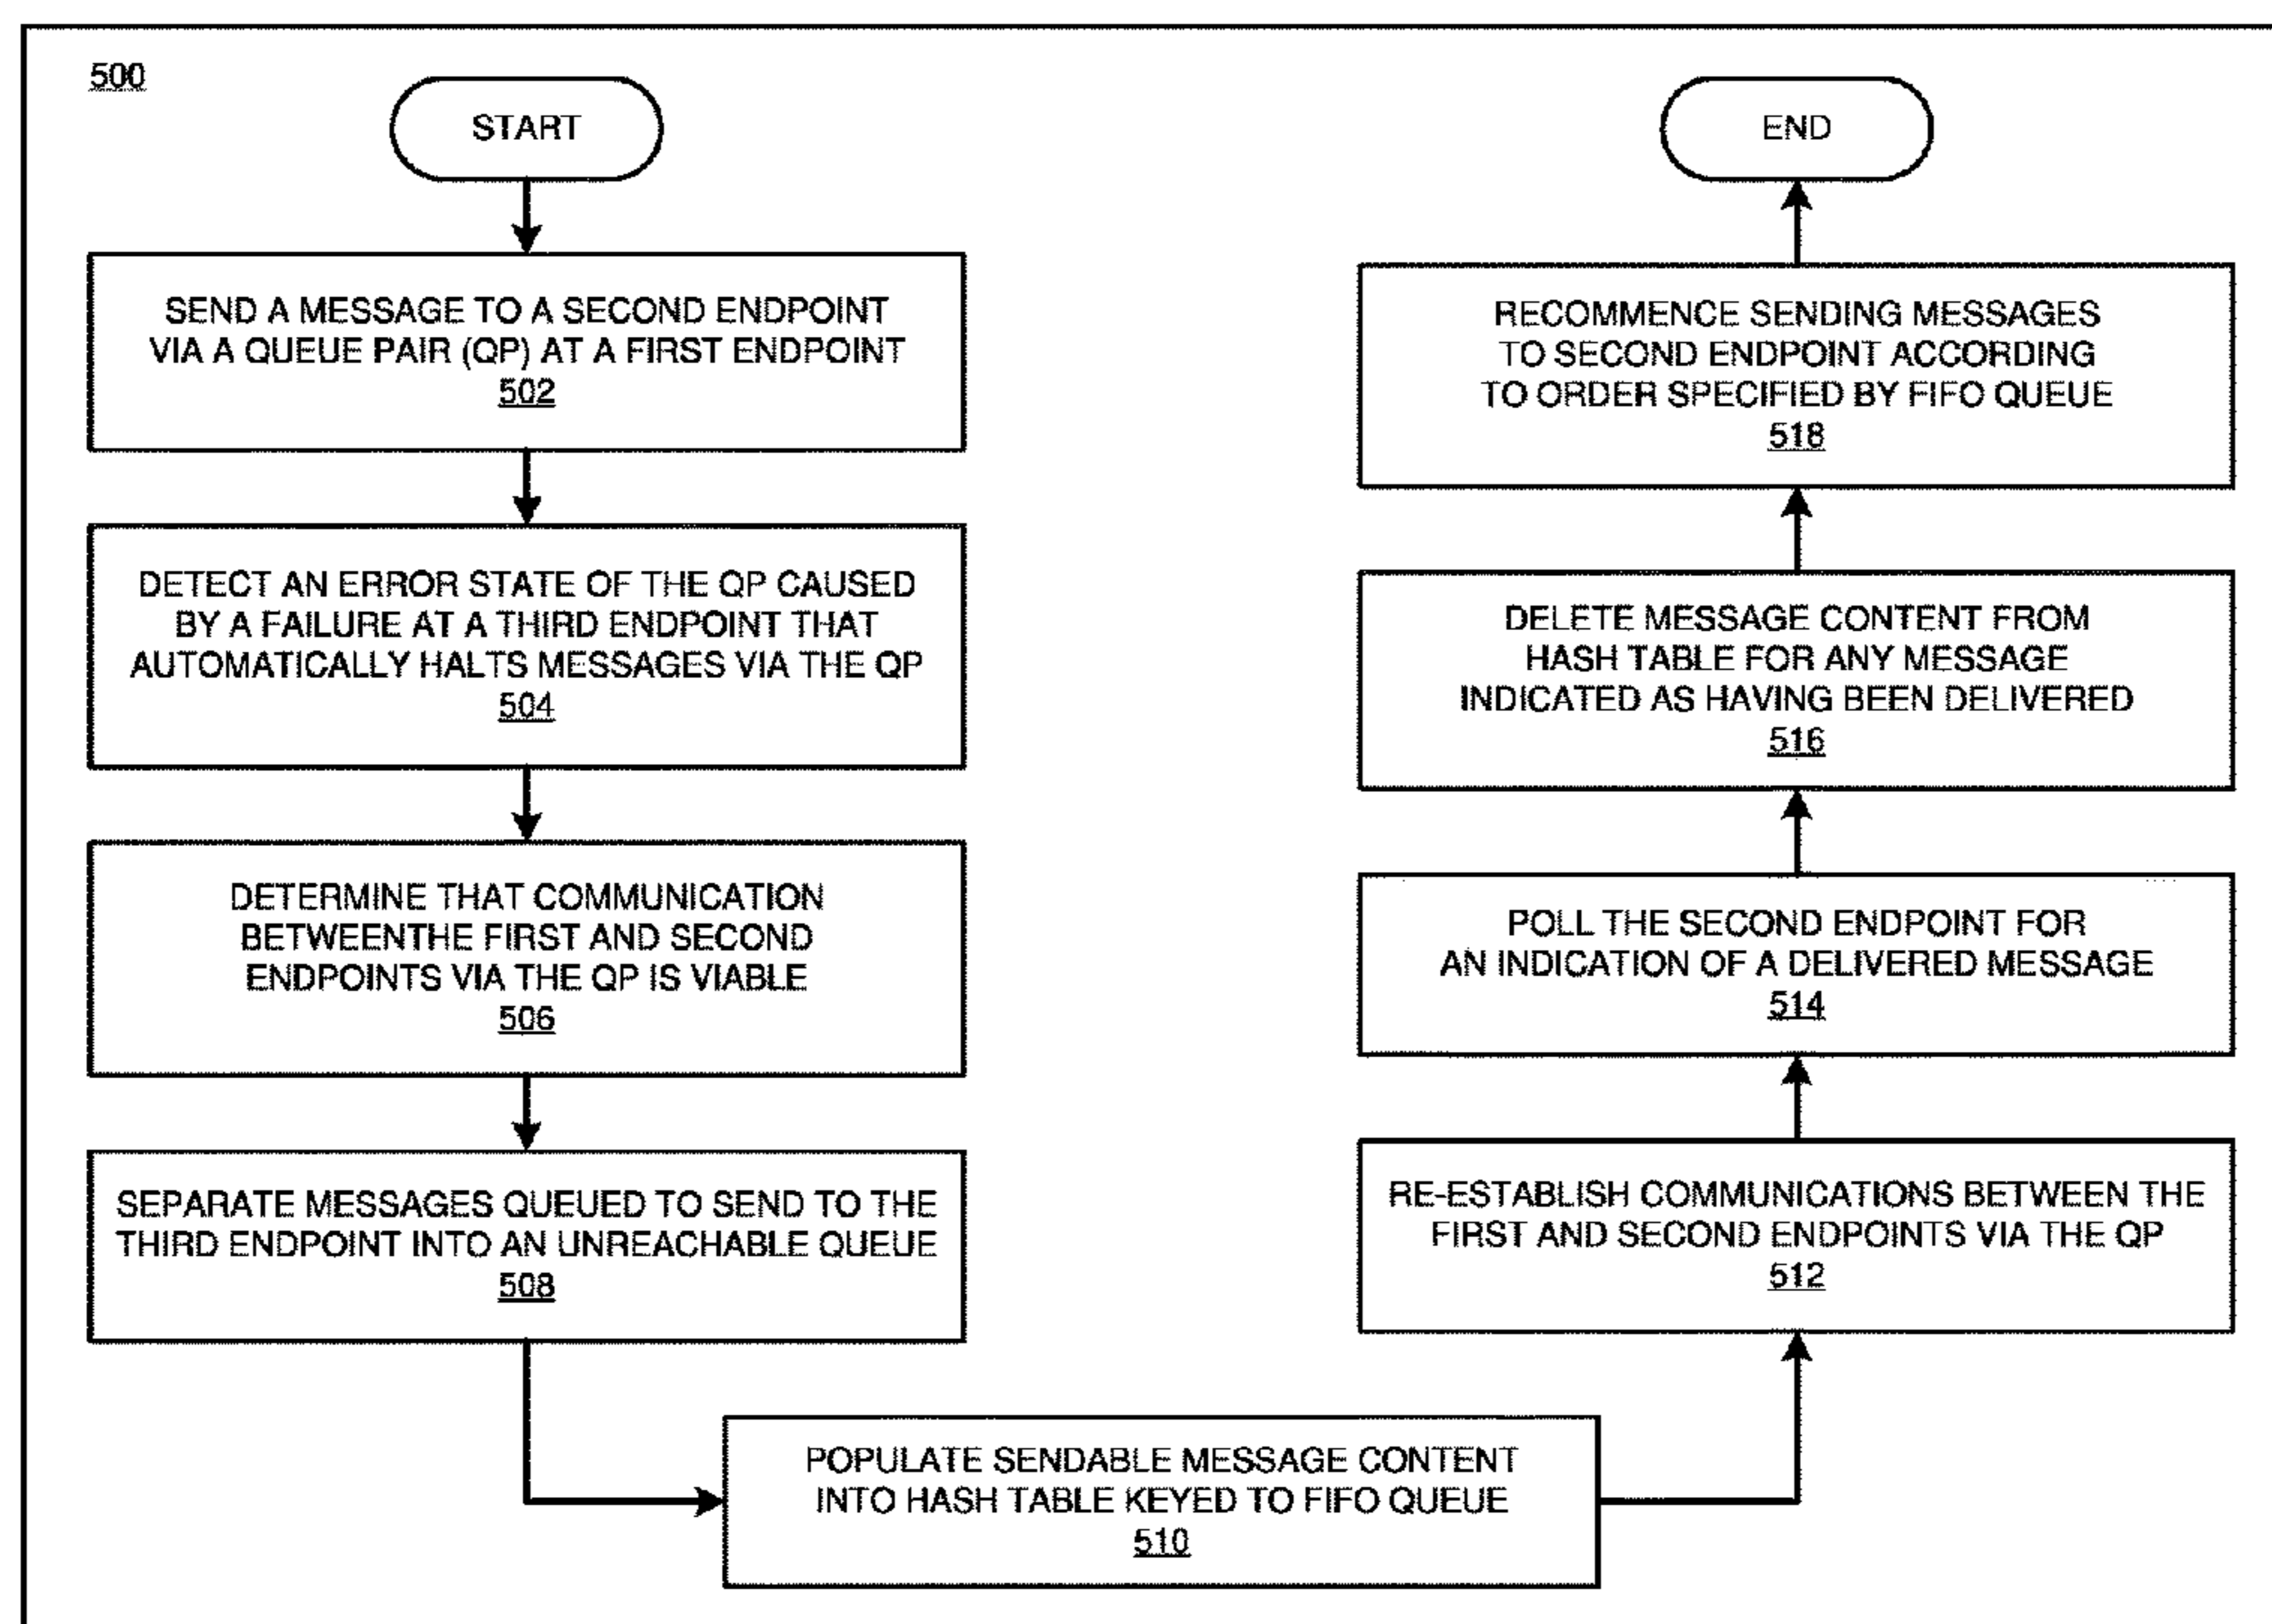 500
START
SEND A MESSAGE TO A SECOND ENDPOINT
VIA A QUEUE PAIR (QP) AT A FIRST ENDPOINT
502
DETECT AN ERROR STATE OF THE QP CAUSED
BY A FAILURE AT A THIRD ENDPOINT THAT
AUTOMATICALLY HALTS MESSAGES VIA THE QP
504
DETERMINE THAT COMMUNICATION
BETWEENTHE FIRST AND SECOND
ENDPOINTS VIA THE QP IS VIABLE
506
SEPARATE MESSAGES QUEUED TO SEND TO THE
THIRD ENDPOINT INTO AN UNREACHABLE QUEUE
508
POPULATE SENDABLE MESSAGE CONTENT
INTO HASH TABLE KEYED TO FIFO QUEUE
510
RE-ESTABLISH COMMUNICATIONS BETWEEN THE
FIRST AND SECOND ENDPOINTS VIA THE QP
512
POLL THE SECOND ENDPOINT FOR
AN INDICATION OF A DELIVERED MESSAGE
514
DELETE MESSAGE CONTENT FROM
HASH TABLE FOR ANY MESSAGE
INDICATED AS HAVING BEEN DELIVERED
516
RECOMMENCE SENDING MESSAGES
TO SECOND ENDPOINT ACCORDING
TO ORDER SPECIFIED BY FIFO QUEUE
518
END